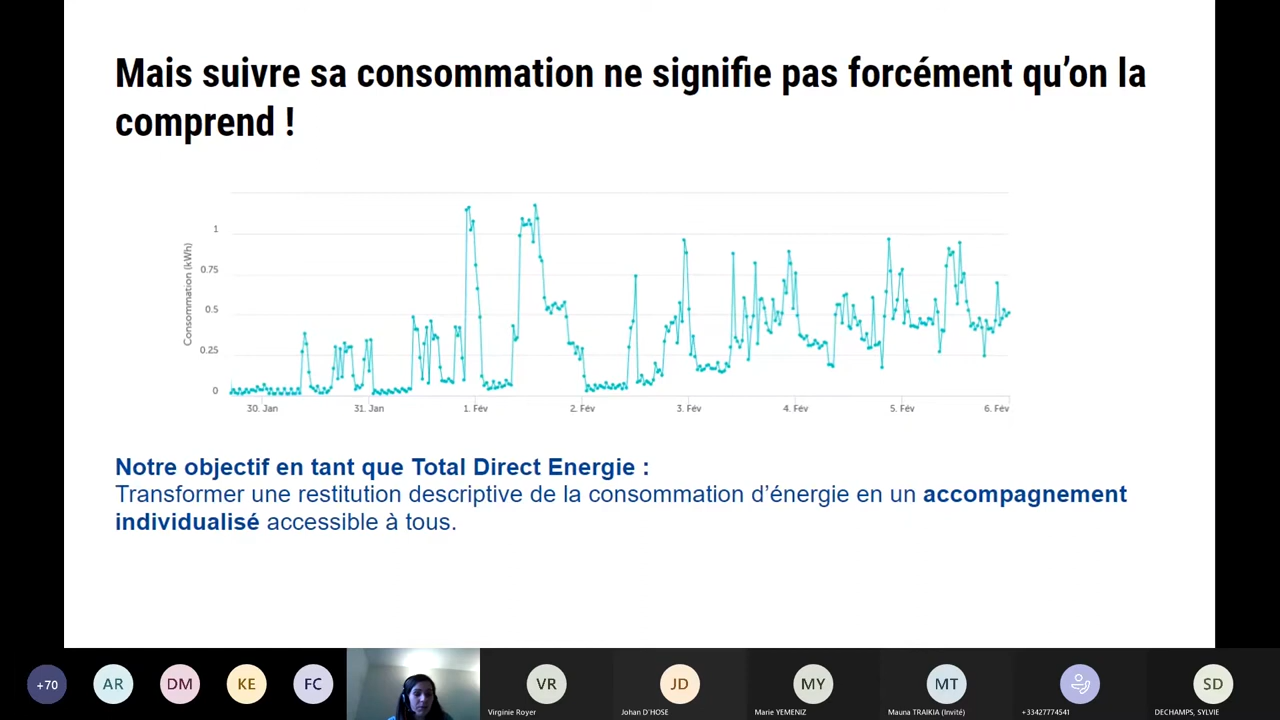 Mais suivre sa consommation ne signifie pas forcément qu’on la
comprend !
Consommation (kWh)
1
0.75
0.5
0.25
0
30. Jan
31. Jan
1. Fév
2. Fév
3. Fév
4. Fév
5. Fév
6. Fév
Notre objectif en tant que Total Direct Energie :
Transformer une restitution descriptive de la consommation d’énergie en un accompagnement
individualisé accessible à tous.
+70
AR
DM
KE
FC
VR
Virginie Royer
JD
Johan D'HOSE
MY
Marie YEMENIZ
MT
Mauna TRAIKIA (Invité)
+33427774541
SD
DECHAMPS, SYLVIE